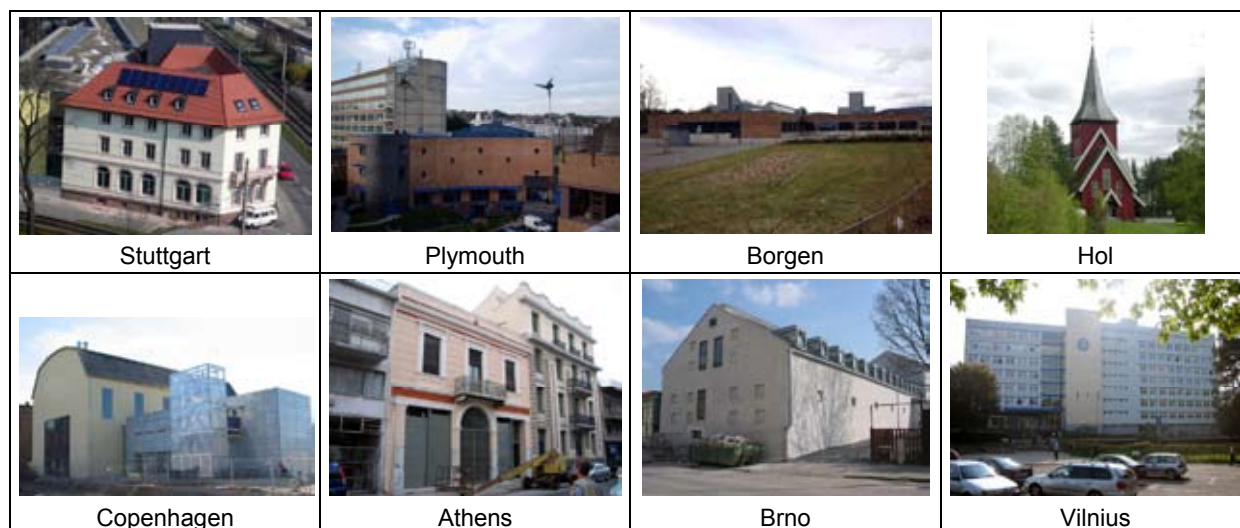 Stuttgart
Plymouth
Borgen
Hol
Copenhagen
Athens
Brno
Vilnius